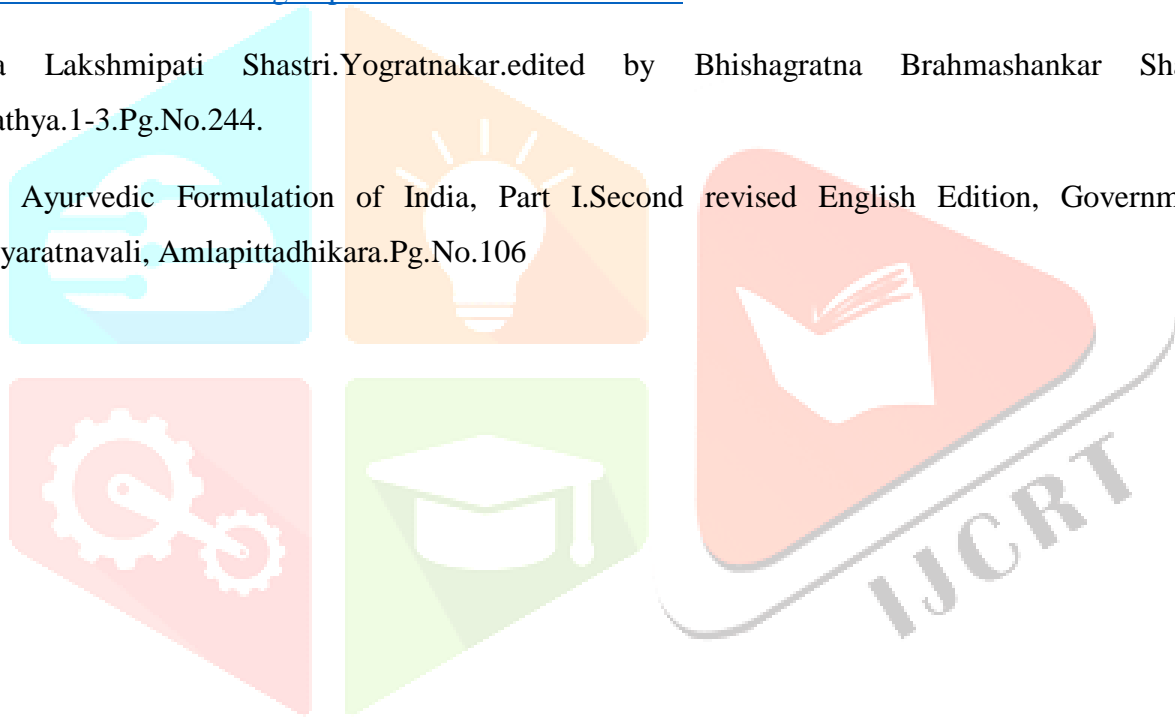 a Lakshmipati Shastri.Yogratnakar.edited by Bhishagratna Brahmashankar Sha
athya.1-3.Pg.No.244.
Ayurvedic Formulation of India, Part I.Second revised English Edition, Governm
yaratnavali, Amlapittadhikara.Pg.No.106
IJCRT